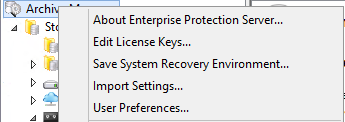 Archive
Sto
About Enterprise Protection Server...
Edit License Keys...
Save System Recovery Environment...
Import Settings...
User Preferences...